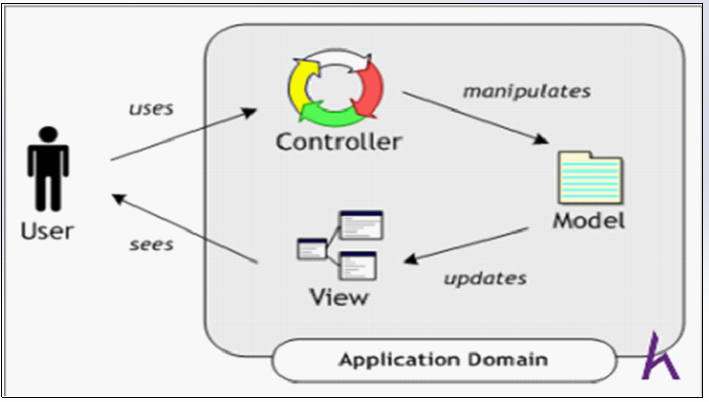 uses
manipulates
Controller
User
Model
sees
updates
View
Application Domain